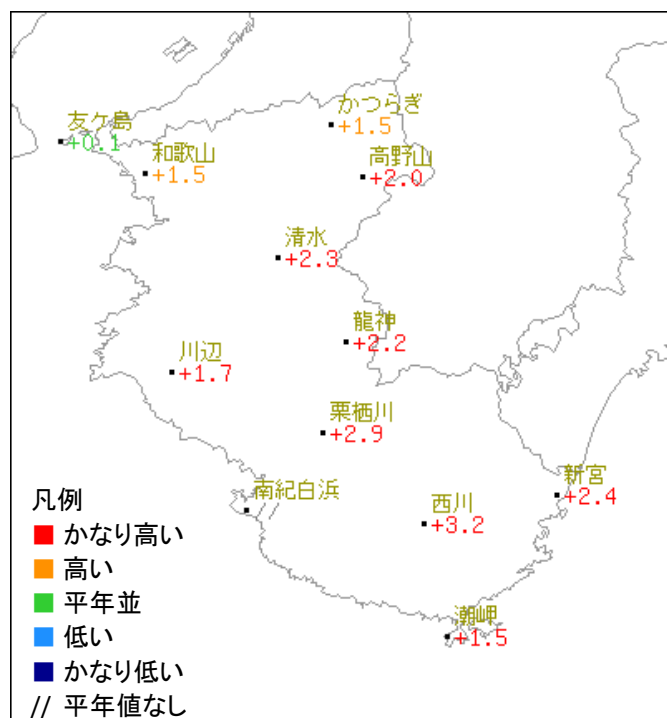 かつらぎ
+1.5
友ケ島
+0.1
和歌山
+1.5
高野山
+2.0
清水
+2.3
龍神
+2.2
川辺
+1.7
栗栖川
+2.9
新宮
+2.4
南紀白浜
//
西川
+3.2
潮岬
+1.5
凡例
かなり高い
高い
平年並
低い
かなり低い
// 平年値なし